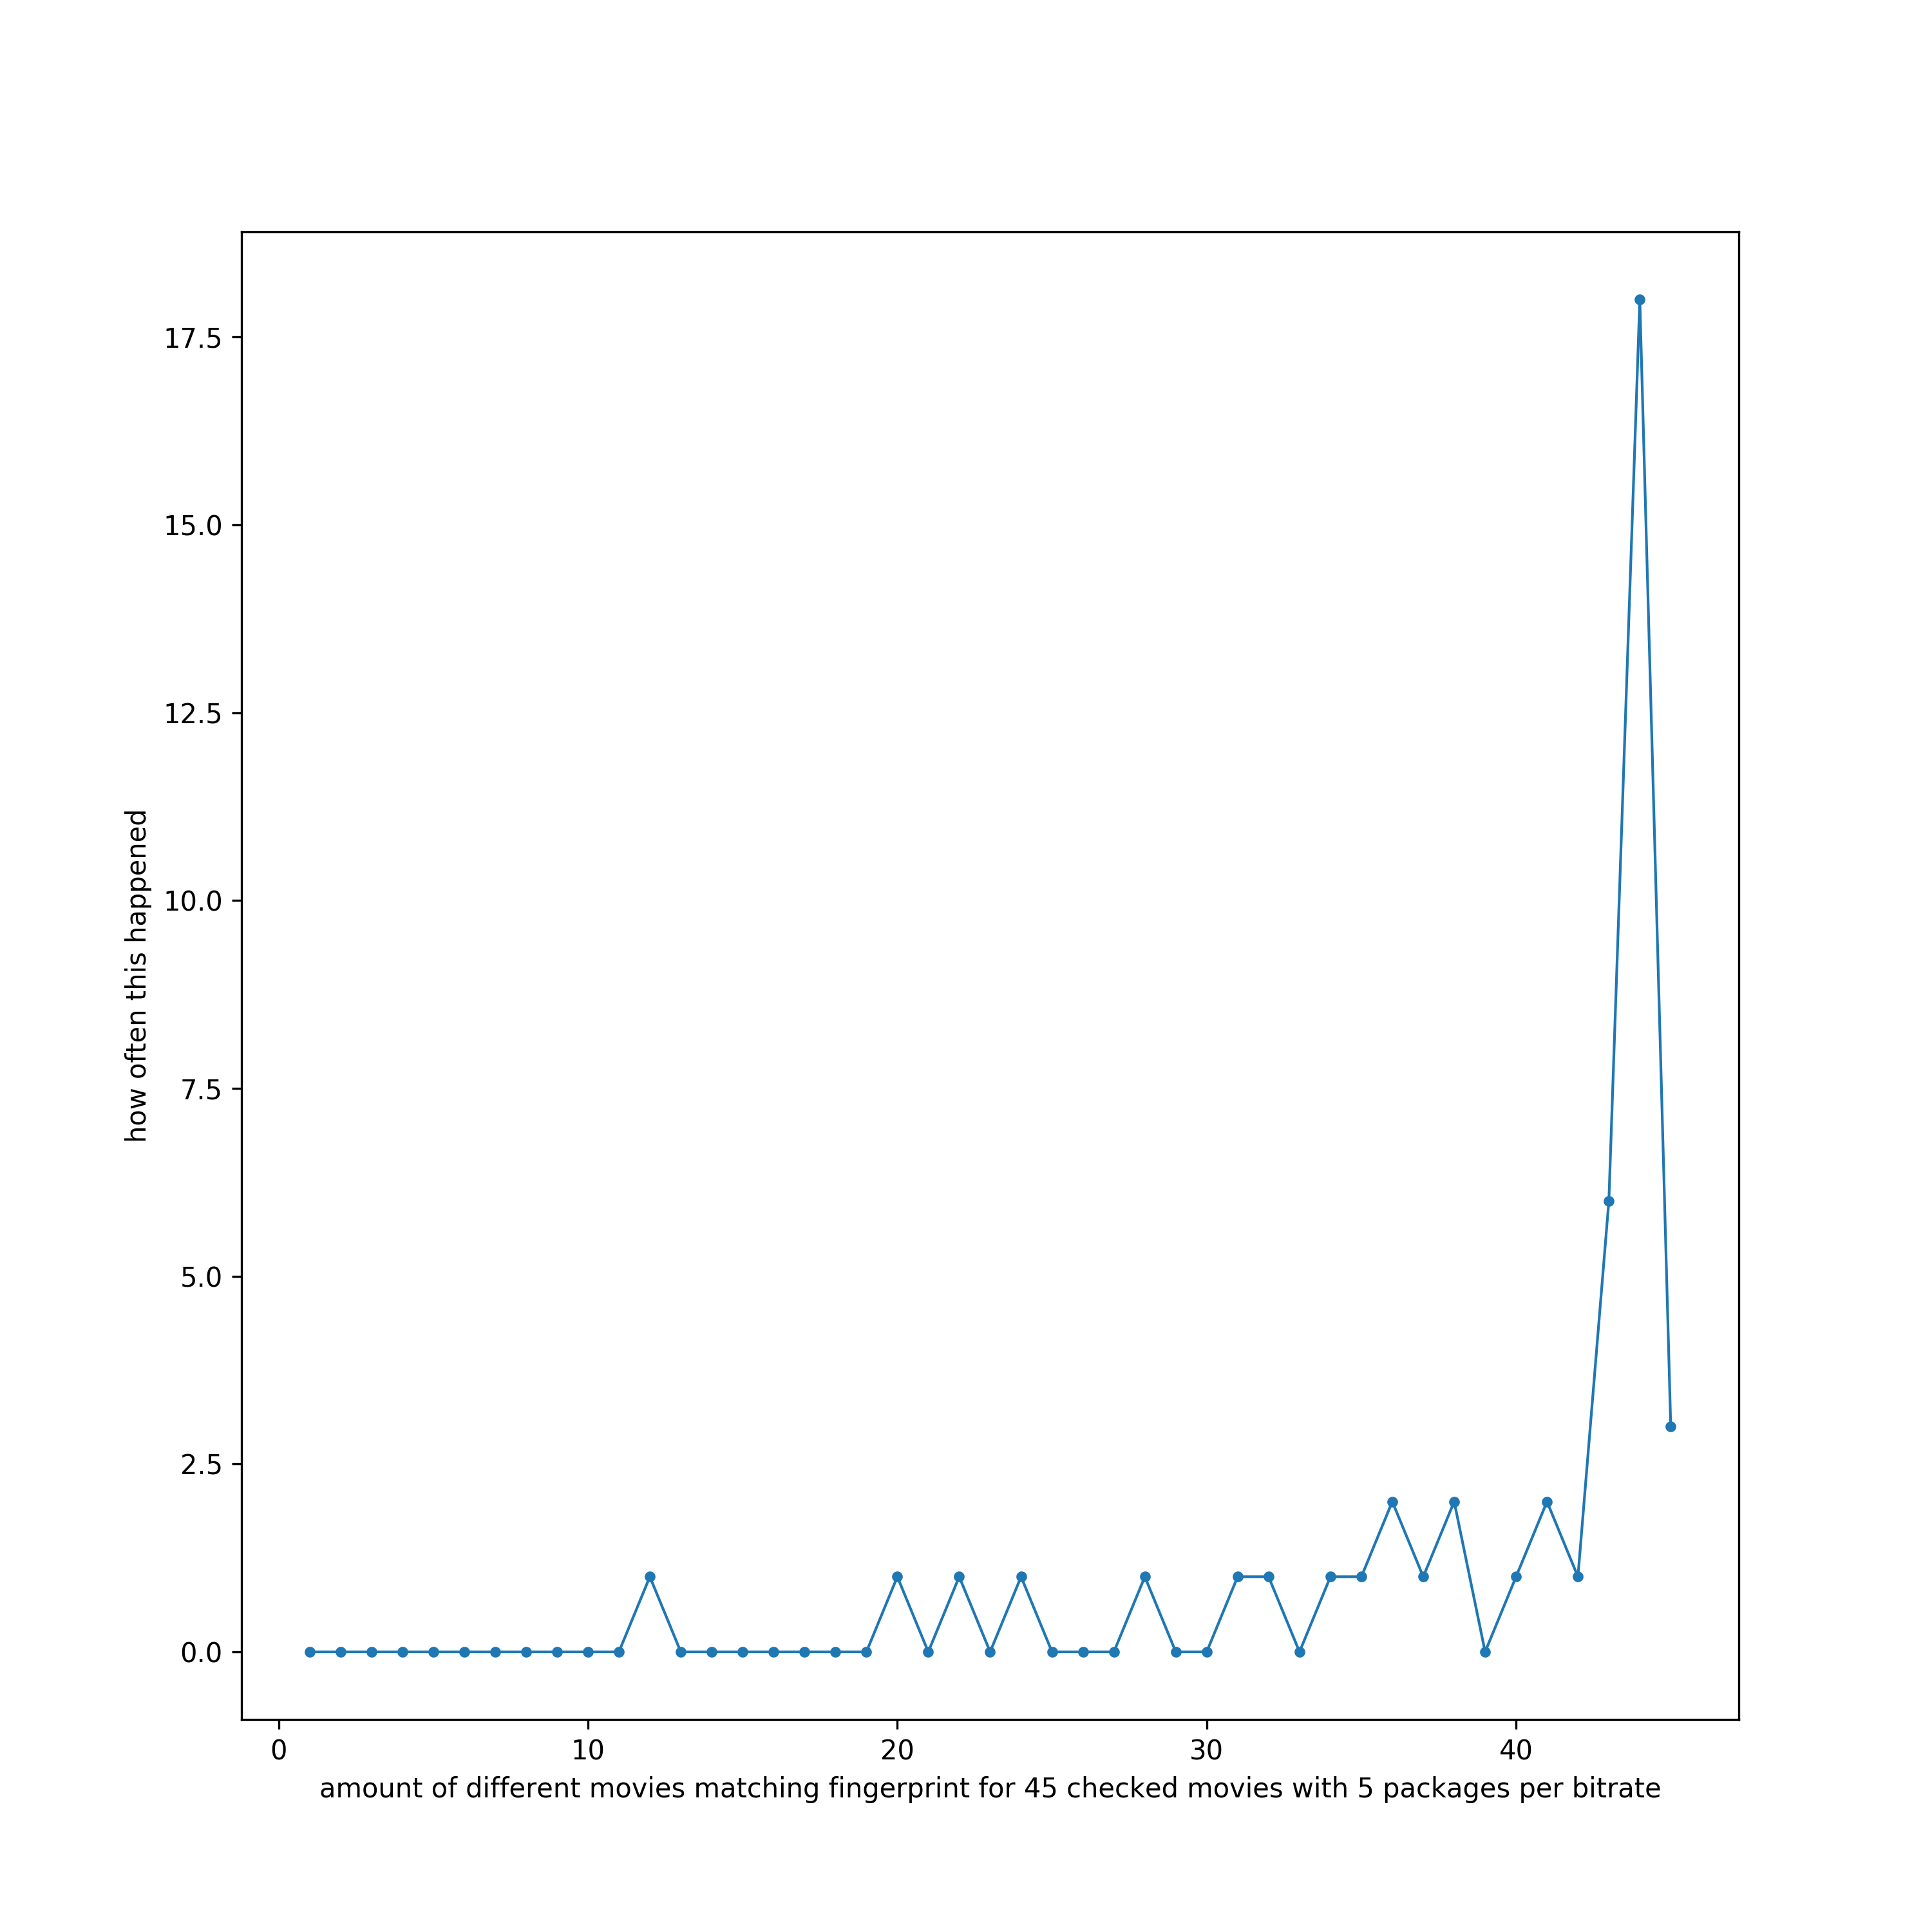 17.5
15.0
12.5
10.0
7.5
5.0
2.5
0.0
how often this happened
0 10 20 30 40
amount of different movies matching fingerprint for 45 checked movies with 5 packages per bitrate